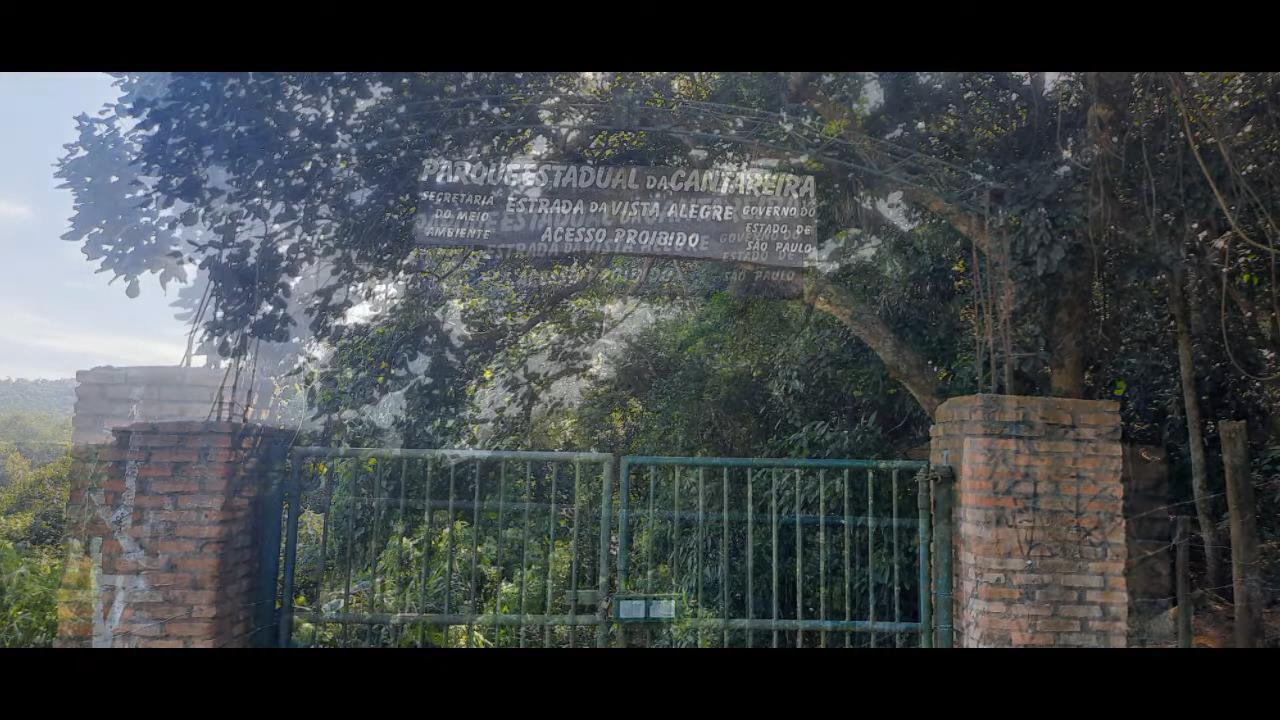 PARQUE ESTADUAL DA CANTAREIRA
SECRETARIA DO MEIO AMBIENTE
ESTRADA DA VISTA ALEGRE
ACESSO PROIBIDO
GOVERNO DO ESTADO DE SÃO PAULO